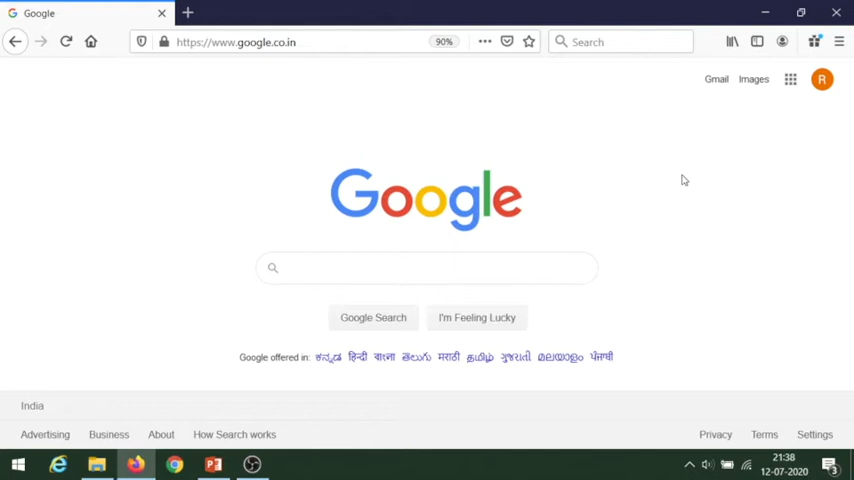 Google
https://www.google.co.in
90%
Search
Gmail
Images
R
Google
Google Search
I'm Feeling Lucky
Google offered in: ಕನ್ನಡ हिन्दी বাংলা తెలుగు मराठी தமிழ் ગુજરાતી മലയാളം ਪੰਜਾਬੀ
India
Advertising
Business
About
How Search works
Privacy
Terms
Settings
21:38
12-07-2020
3